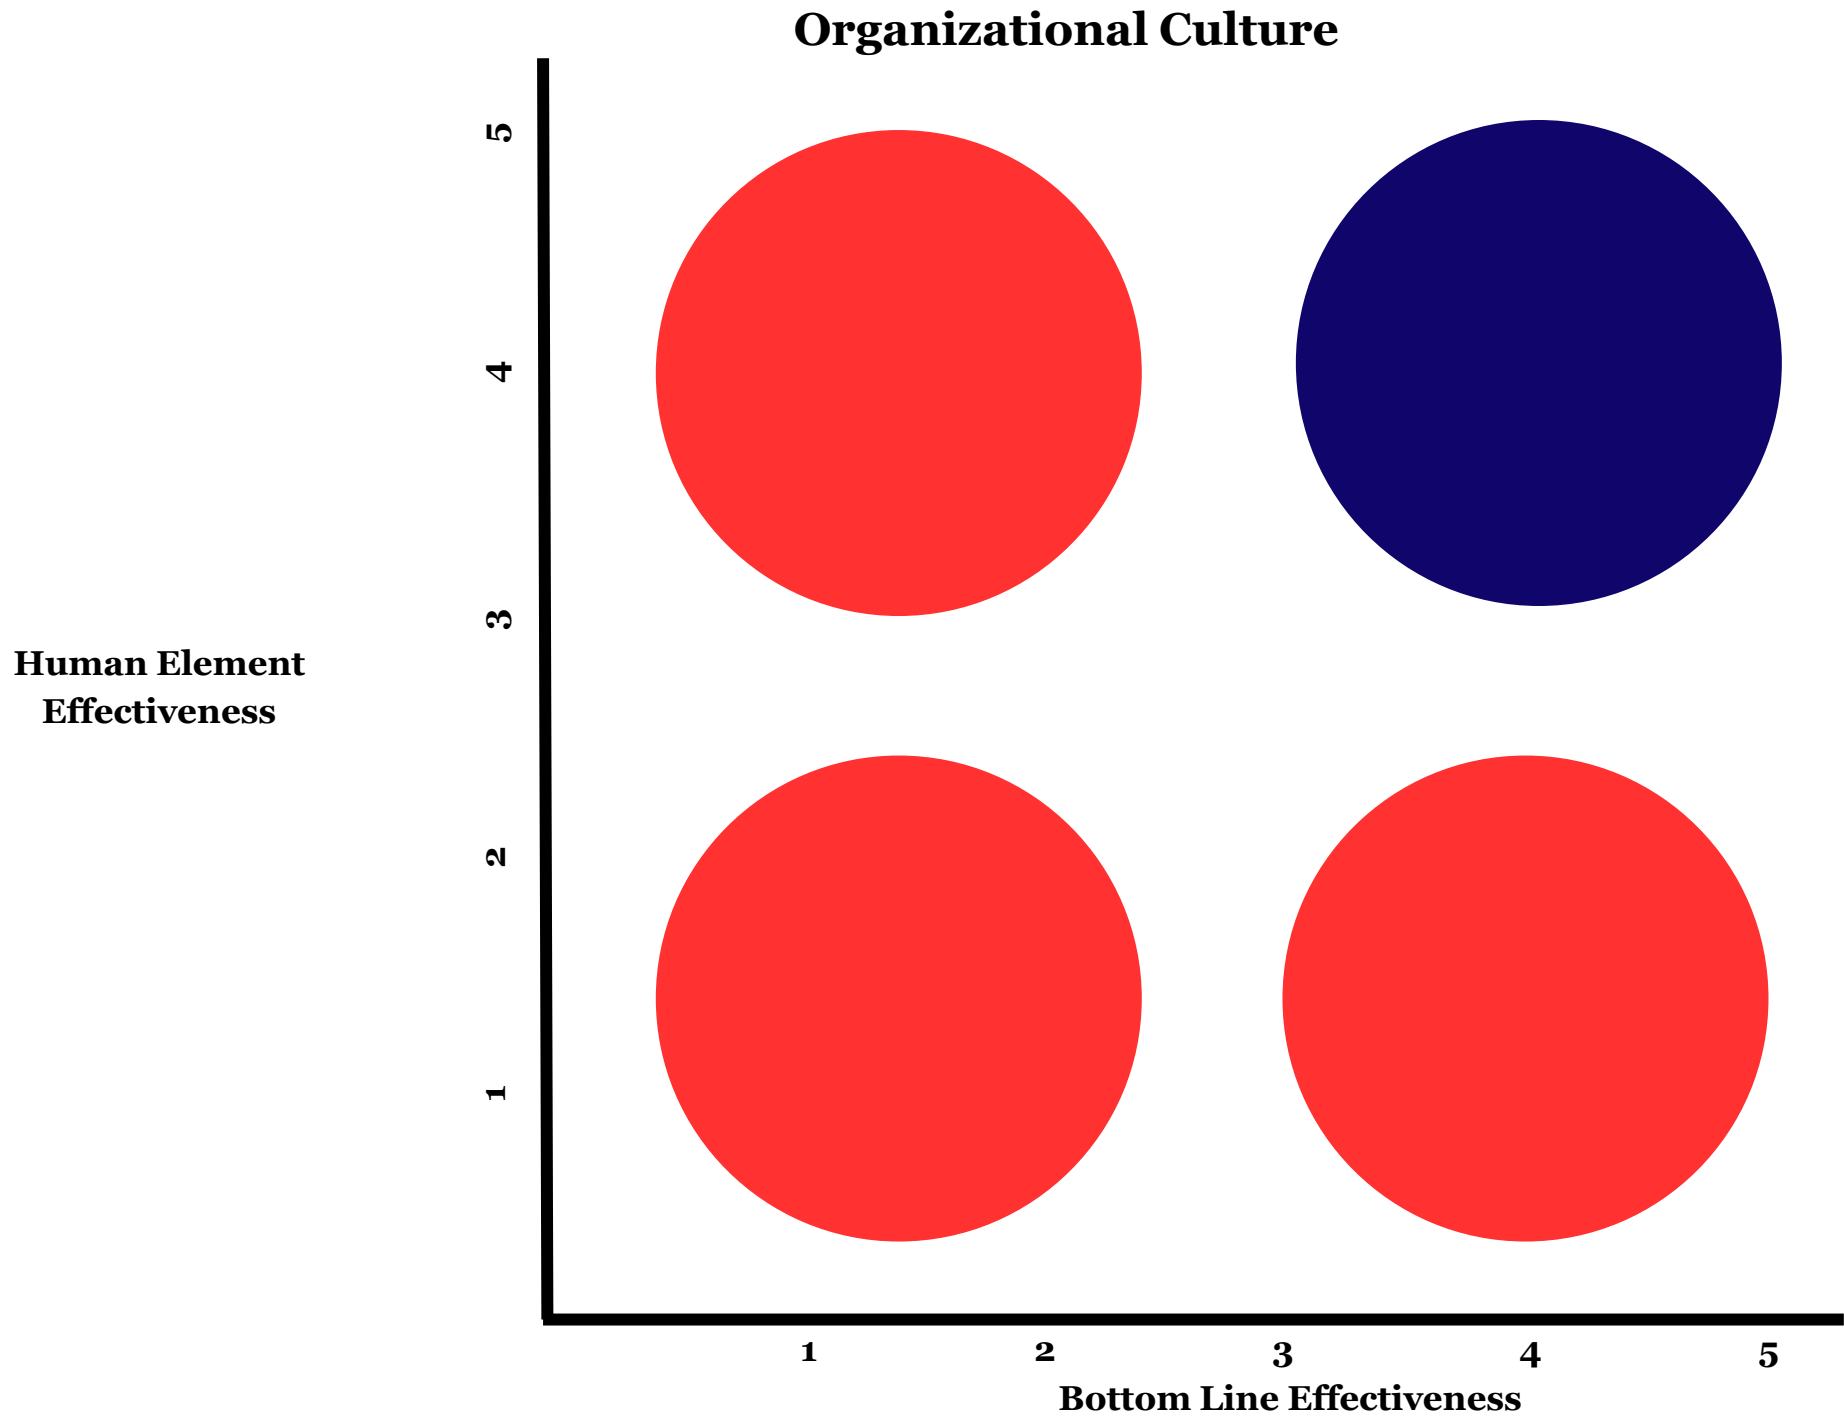 Organizational Culture
5
4
3
2
1
Human Element
Effectiveness
1 2 3 4 5
Bottom Line Effectiveness